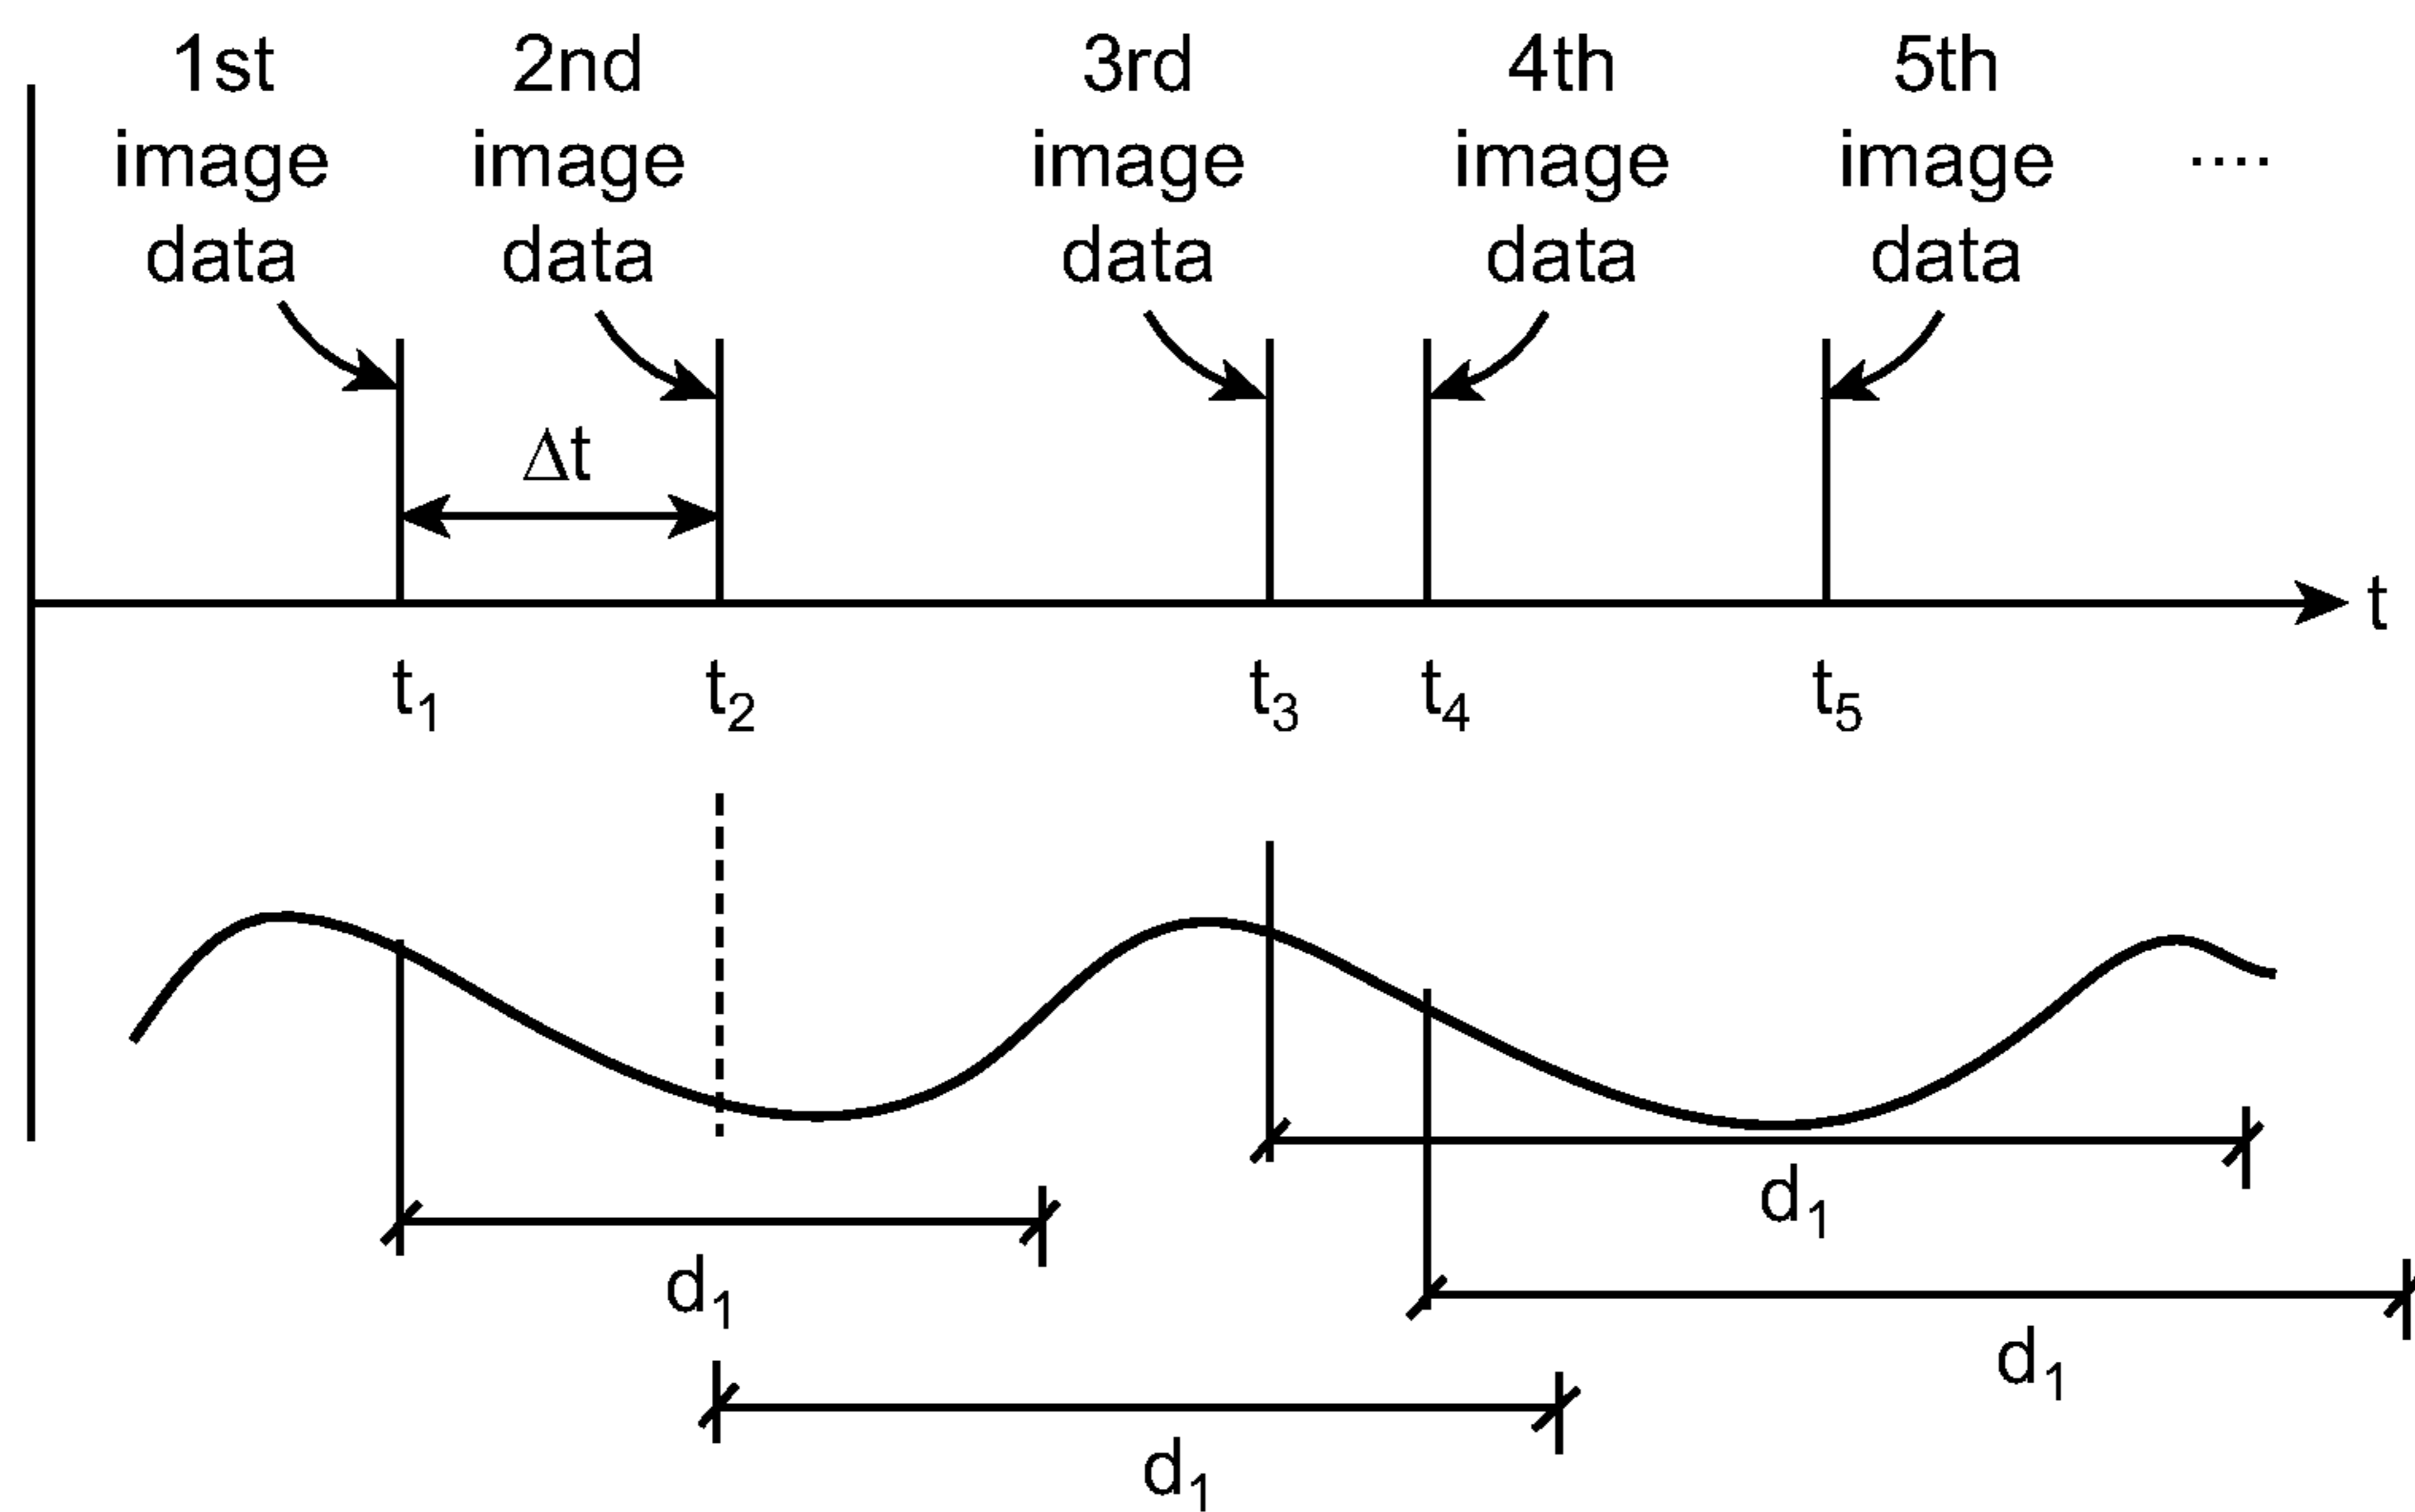 1st
image
data
2nd
image
data
3rd
image
data
4th
image
data
5th
image
data
....
Δt
t
t1
t2
t3
t4
t5
d1
d1
d1
d1